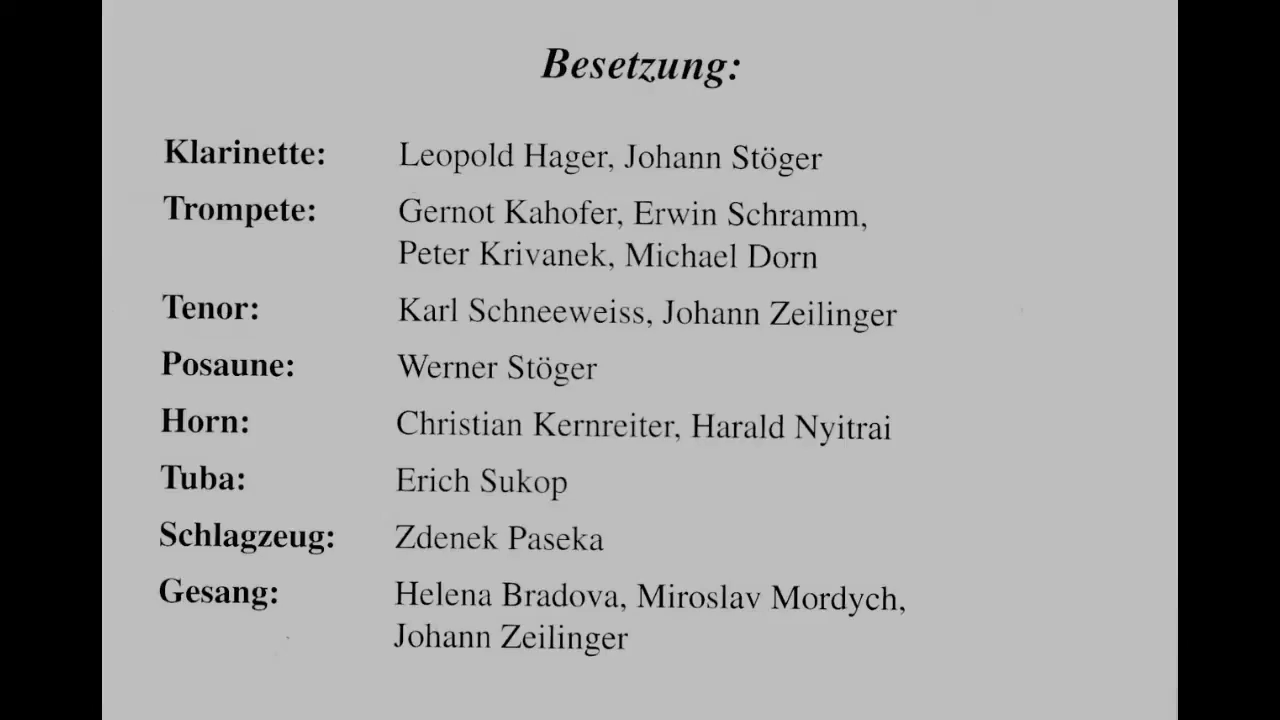 Besetzung:
Klarinette: Leopold Hager, Johann Stöger
Trompete: Gernot Kahofer, Erwin Schramm,
Peter Krivanek, Michael Dorn
Tenor: Karl Schneeweiss, Johann Zeilinger
Posaune: Werner Stöger
Horn: Christian Kernreiter, Harald Nyitrai
Tuba: Erich Sukop
Schlagzeug: Zdenek Paseka
Gesang: Helena Bradova, Miroslav Mordych,
Johann Zeilinger